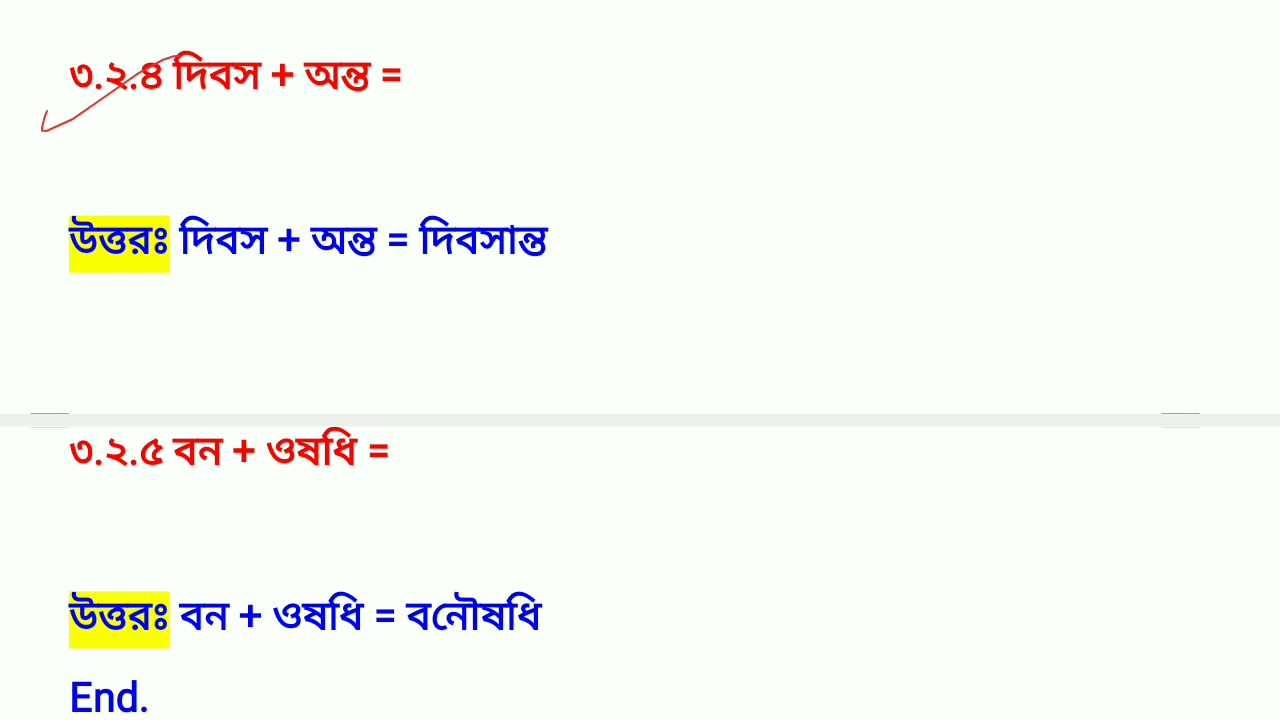 ৩.২.৪ দিবস + অন্ত =
উত্তরঃ দিবস + অন্ত = দিবসান্ত
৩.২.৫ বন + ওষধি =
উত্তরঃ বন + ওষধি = বনৌষধি
End.